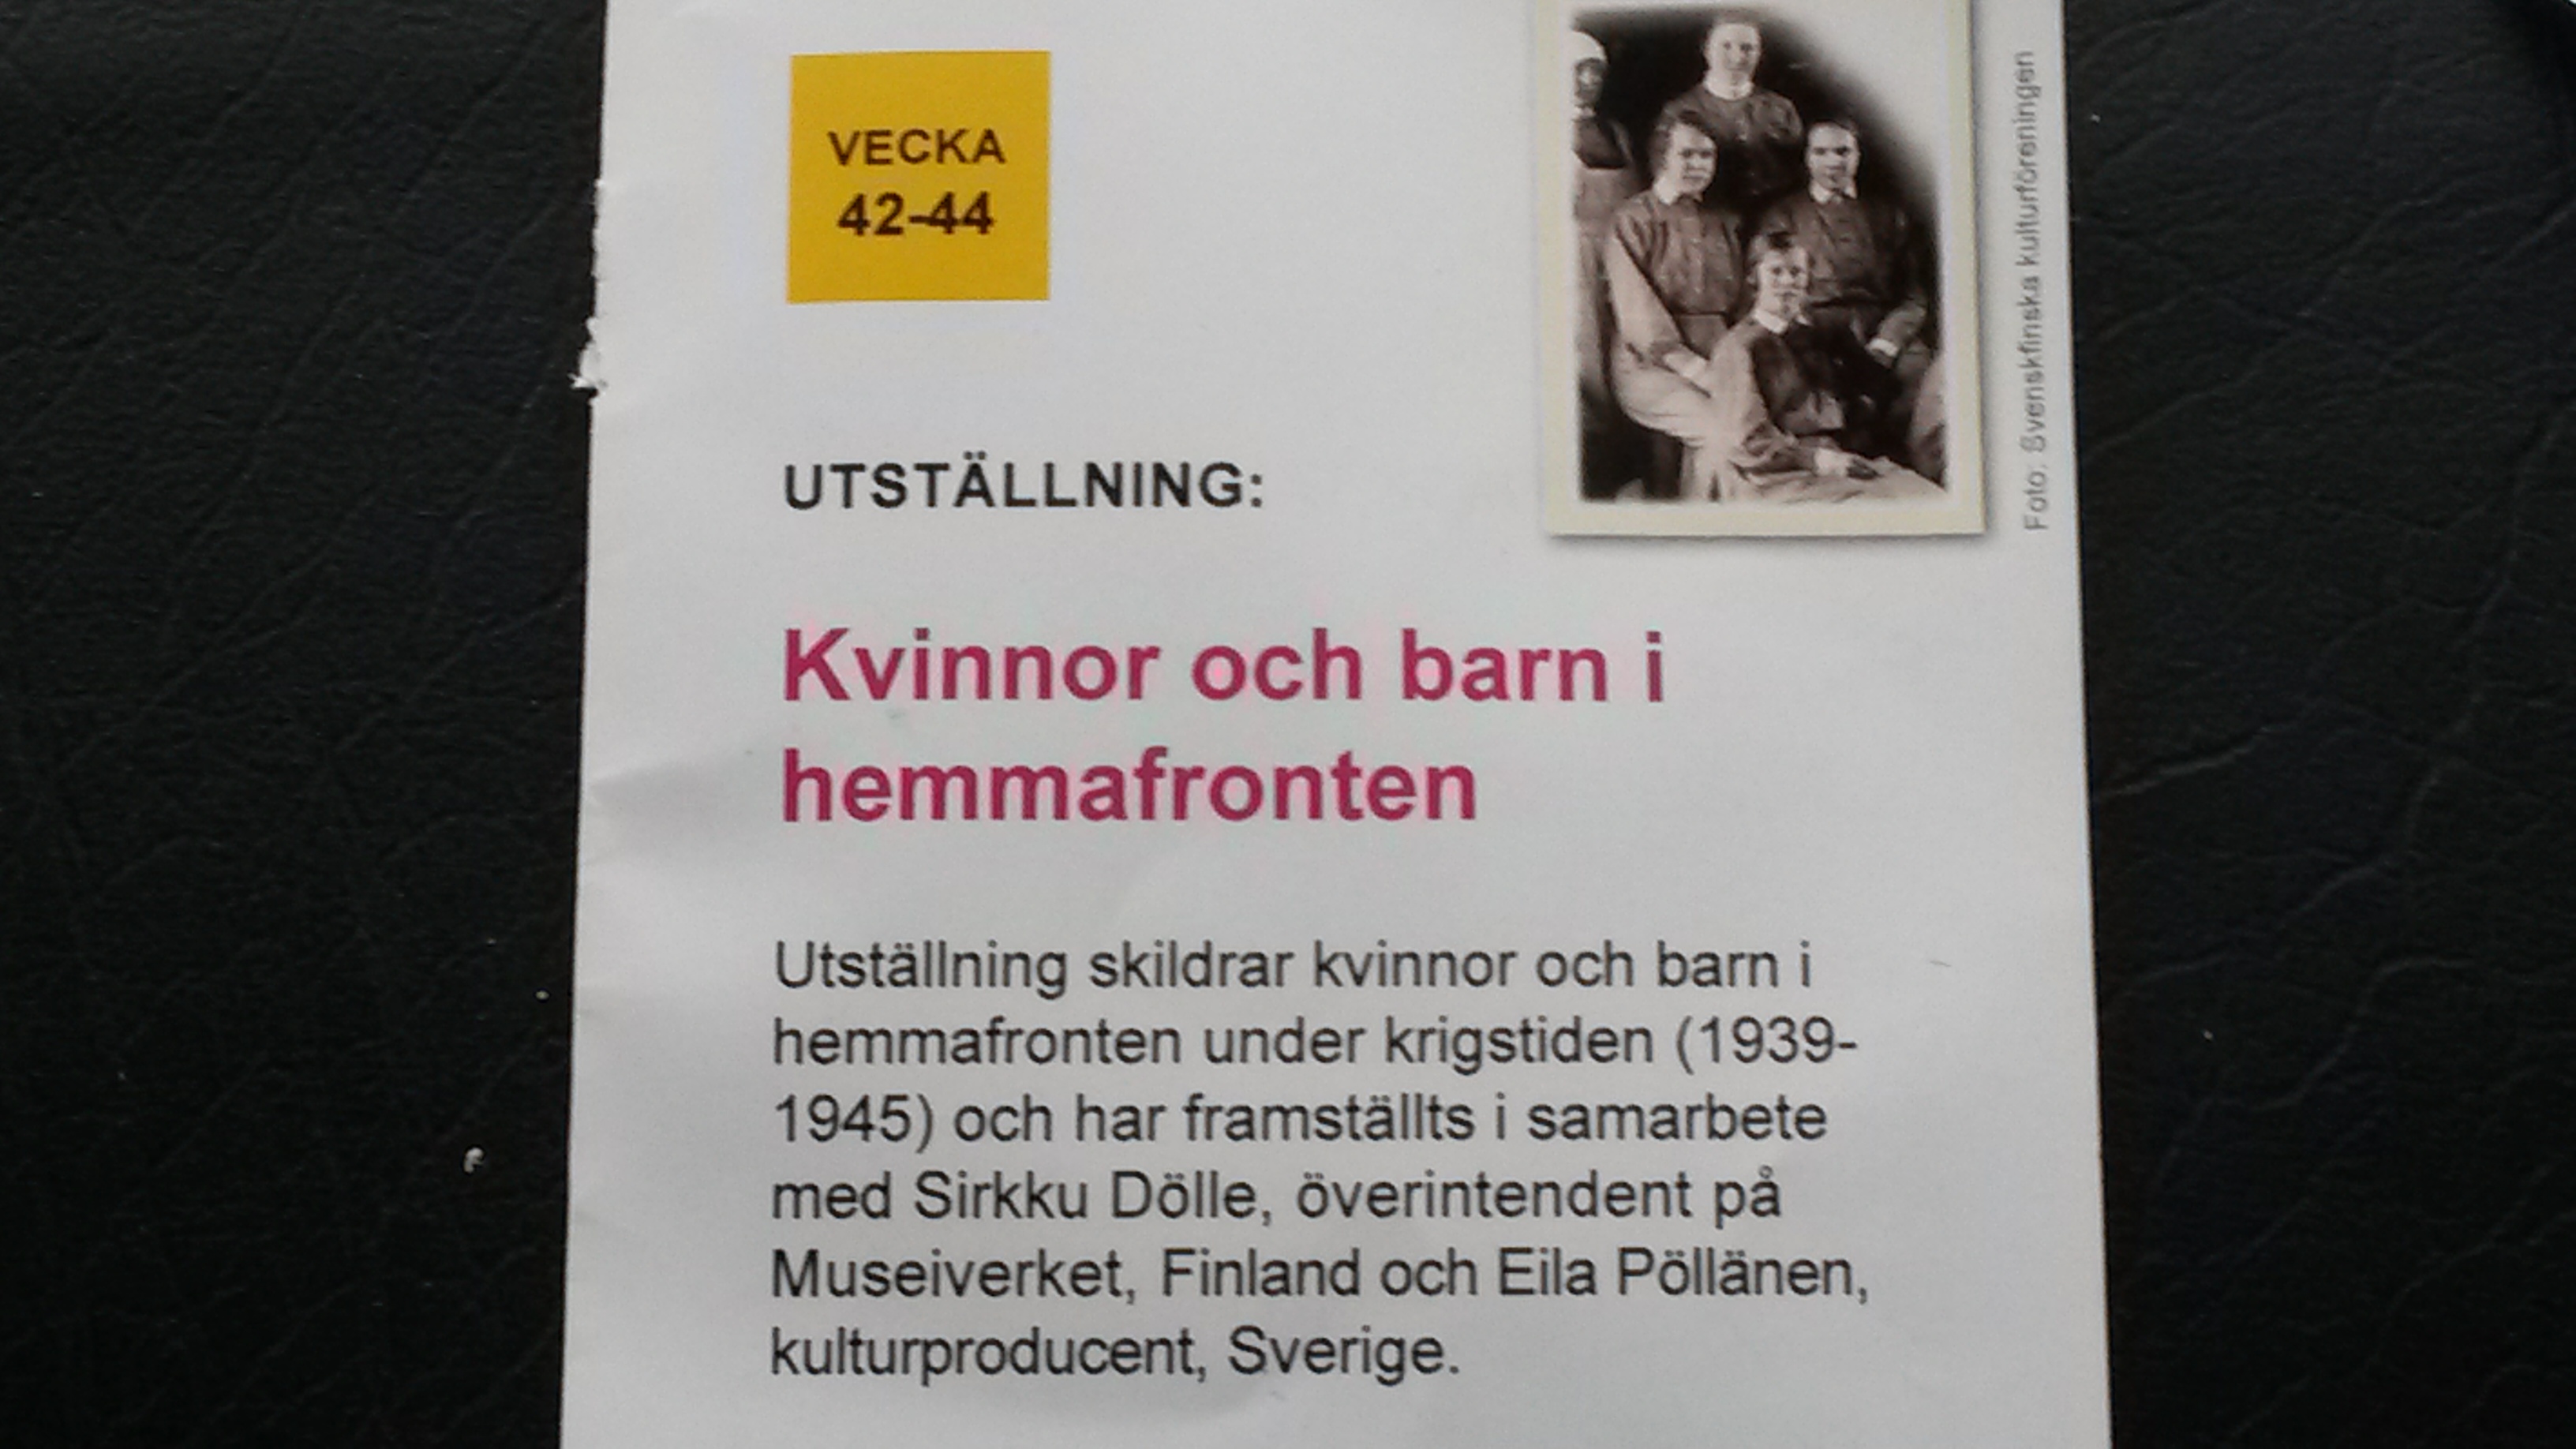 VECKA
42-44
Foto: Svenskfinska kulturföreningen
UTSTÄLLNING:
Kvinnor och barn i
hemmafronten
Utställning skildrar kvinnor och barn i
hemmafronten under krigstiden (1939-
1945) och har framställts i samarbete
med Sirkku Dölle, överintendent på
Museiverket, Finland och Eila Pöllänen,
kulturproducent, Sverige.